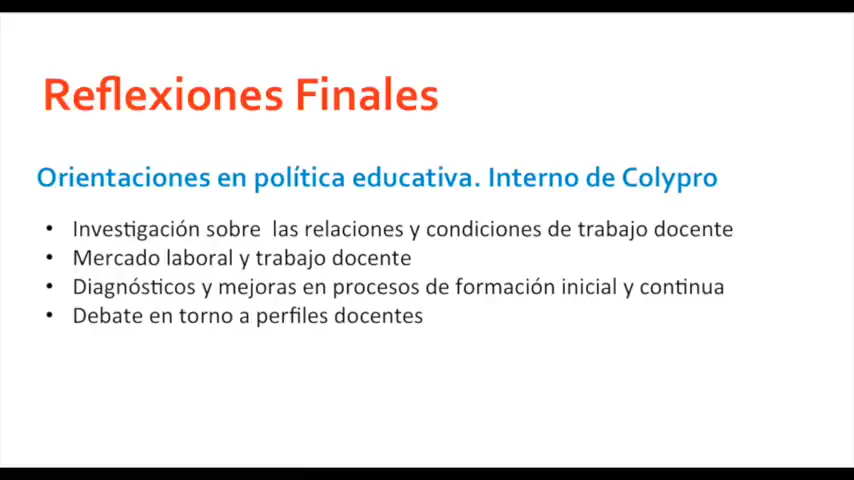 Reflexiones Finales
Orientaciones en política educativa. Interno de Colypro
• Investigación sobre las relaciones y condiciones de trabajo docente
• Mercado laboral y trabajo docente
• Diagnósticos y mejoras en procesos de formación inicial y continua
• Debate en torno a perfiles docentes